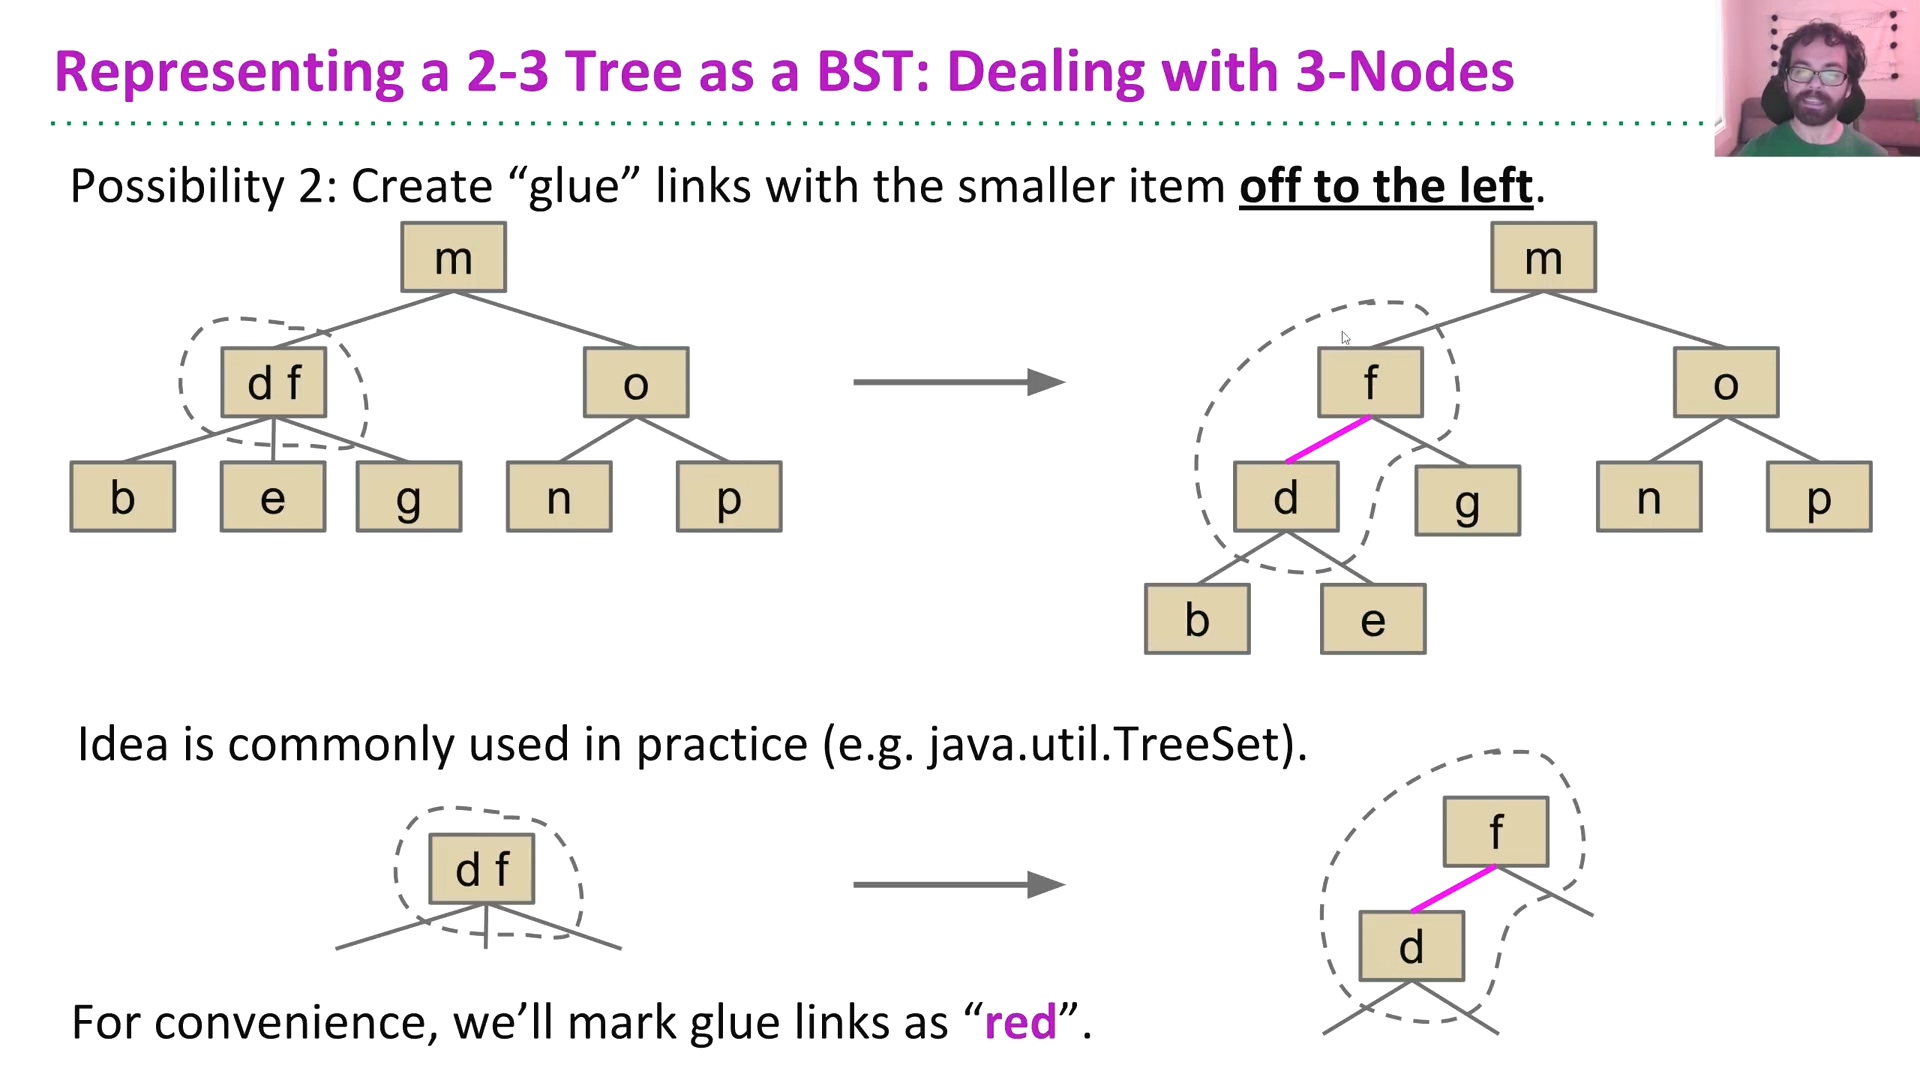 Representing a 2-3 Tree as a BST: Dealing with 3-Nodes
Possibility 2: Create “glue” links with the smaller item off to the left.
m
d f
o
b
e
g
n
p
m
f
o
d
g
n
p
b
e
Idea is commonly used in practice (e.g. java.util.TreeSet).
d f
f
d
For convenience, we’ll mark glue links as “red”.